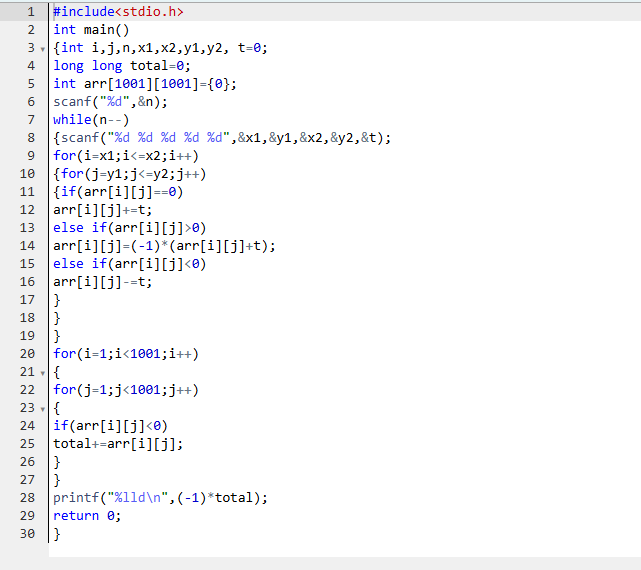 1 #include<stdio.h>
2 int main()
3 {int i,j,n,x1,x2,y1,y2, t=0;
4 long long total=0;
5 int arr[1001][1001]={0};
6 scanf("%d",&n);
7 while(n--)
8 {scanf("%d %d %d %d %d",&x1,&y1,&x2,&y2,&t);
9 for(i=x1;i<=x2;i++)
10 {for(j=y1;j<=y2;j++)
11 {if(arr[i][j]==0)
12 arr[i][j]+=t;
13 else if(arr[i][j]>0)
14 arr[i][j]=(-1)*(arr[i][j]+t);
15 else if(arr[i][j]<0)
16 arr[i][j]-=t;
17 }
18 }
19 }
20 for(i=1;i<1001;i++)
21 {
22 for(j=1;j<1001;j++)
23 {
24 if(arr[i][j]<0)
25 total+=arr[i][j];
26 }
27 }
28 printf("%lld\n",(-1)*total);
29 return 0;
30 }